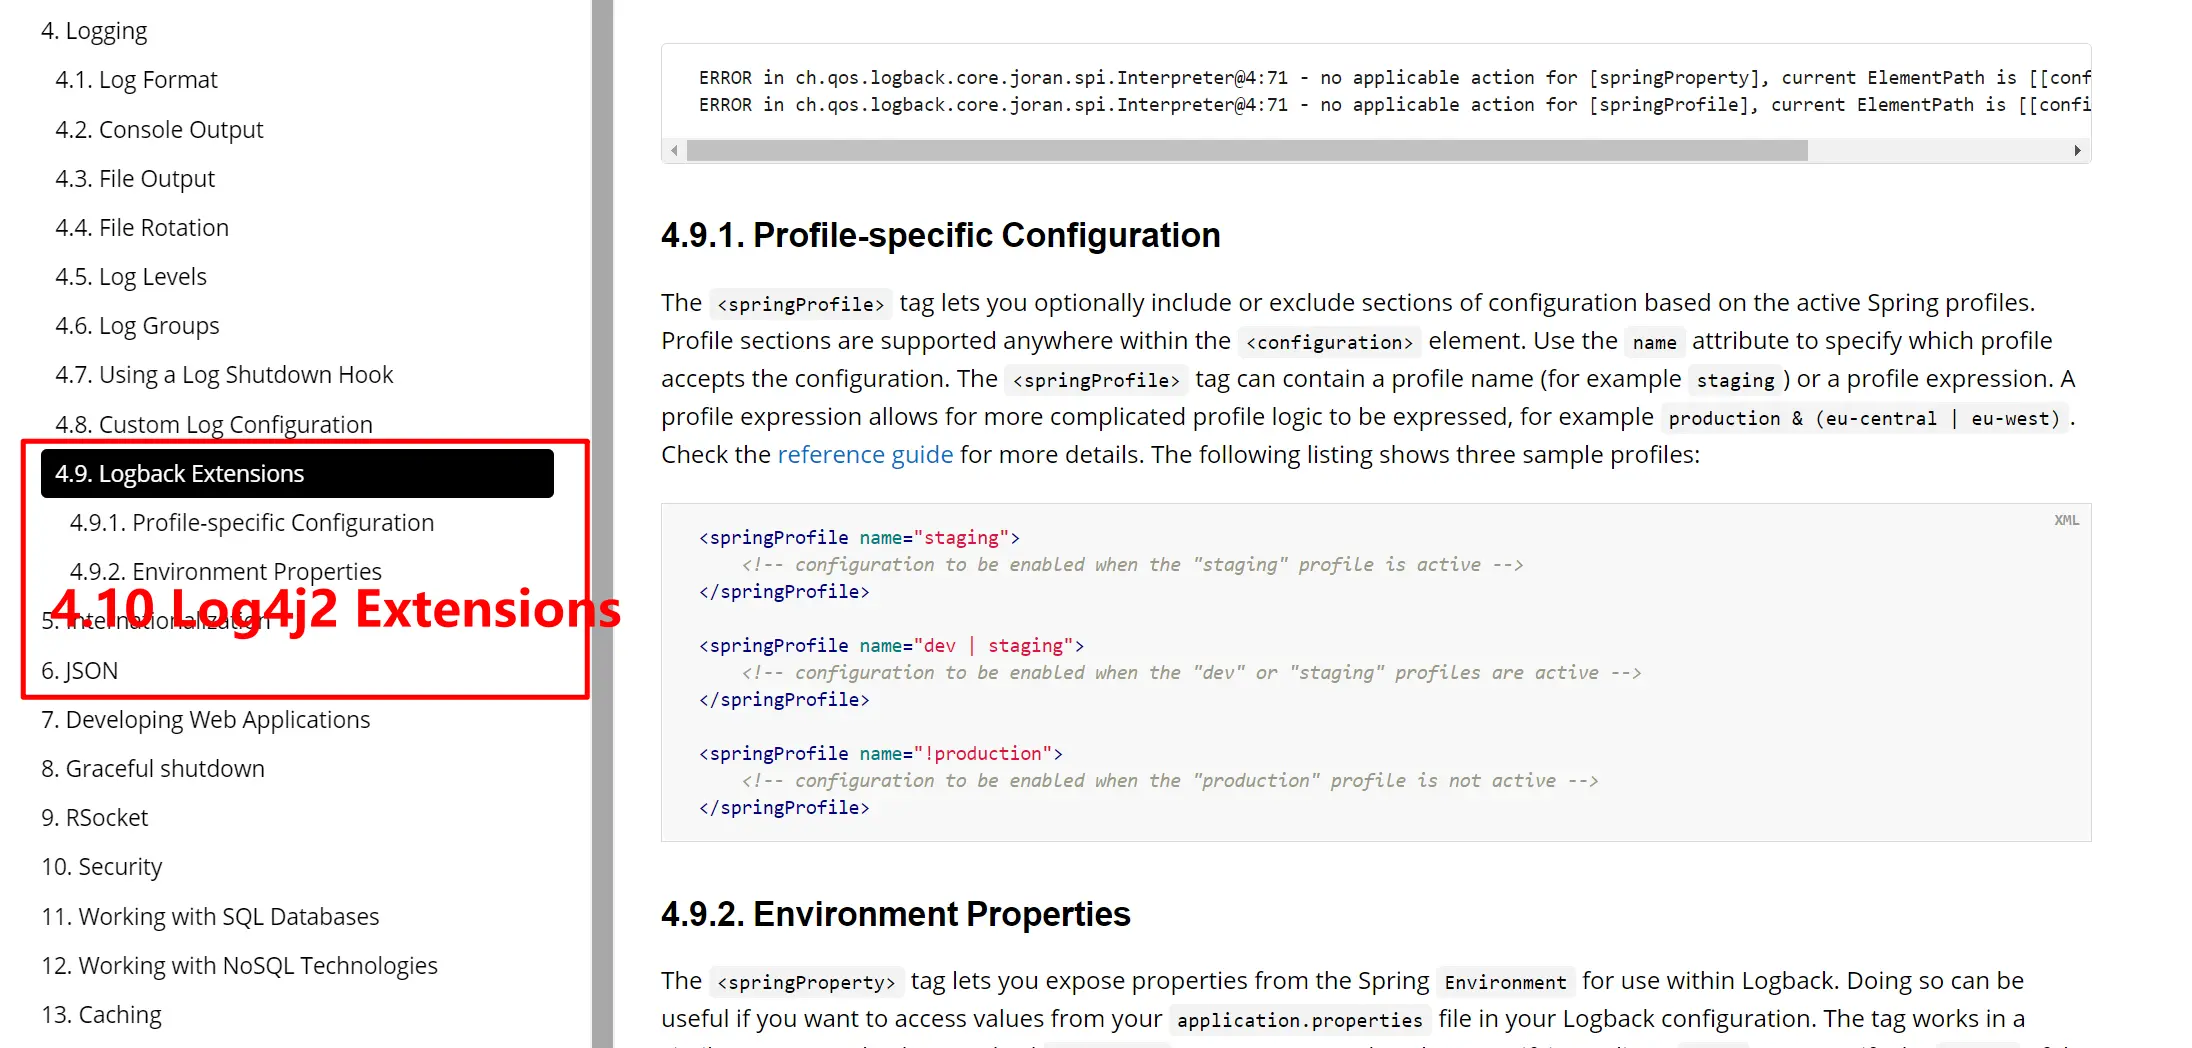 4. Logging
4.1. Log Format
4.2. Console Output
4.3. File Output
4.4. File Rotation
4.5. Log Levels
4.6. Log Groups
4.7. Using a Log Shutdown Hook
4.8. Custom Log Configuration
4.9. Logback Extensions
4.9.1. Profile-specific Configuration
4.9.2. Environment Properties
4.10 Log4j2 Extensions
5. Internationalization
6. JSON
7. Developing Web Applications
8. Graceful shutdown
9. RSocket
10. Security
11. Working with SQL Databases
12. Working with NoSQL Technologies
13. Caching
ERROR in ch.qos.logback.core.joran.spi.Interpreter@4:71 - no applicable action for [springProperty], current ElementPath is [[conf
ERROR in ch.qos.logback.core.joran.spi.Interpreter@4:71 - no applicable action for [springProfile], current ElementPath is [[confi
4.9.1. Profile-specific Configuration
The <springProfile> tag lets you optionally include or exclude sections of configuration based on the active Spring profiles.
Profile sections are supported anywhere within the <configuration> element. Use the name attribute to specify which profile
accepts the configuration. The <springProfile> tag can contain a profile name (for example staging) or a profile expression. A
profile expression allows for more complicated profile logic to be expressed, for example production & (eu-central | eu-west).
Check the reference guide for more details. The following listing shows three sample profiles:
XML
<springProfile name="staging">
<!-- configuration to be enabled when the "staging" profile is active -->
</springProfile>
<springProfile name="dev | staging">
<!-- configuration to be enabled when the "dev" or "staging" profiles are active -->
</springProfile>
<springProfile name="!production">
<!-- configuration to be enabled when the "production" profile is not active -->
</springProfile>
4.9.2. Environment Properties
The <springProperty> tag lets you expose properties from the Spring Environment for use within Logback. Doing so can be
useful if you want to access values from your application.properties file in your Logback configuration. The tag works in a